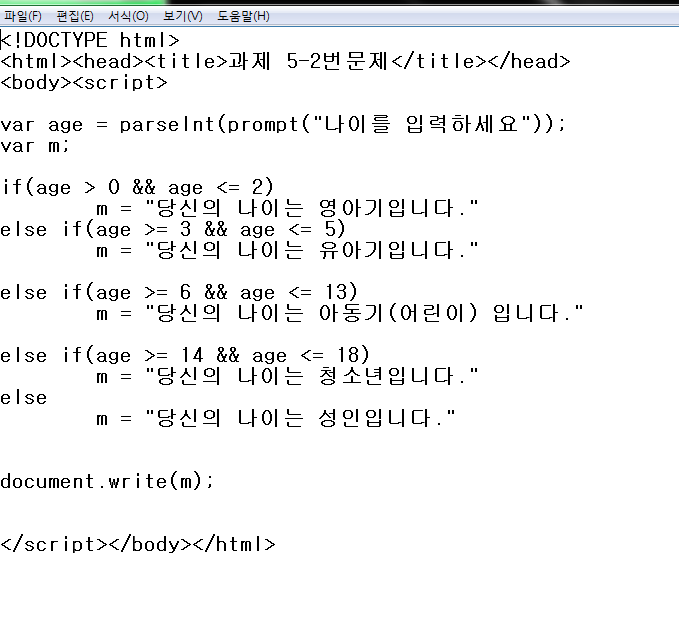 파일(F) 편집(E) 서식(O) 보기(V) 도움말(H)
<!DOCTYPE html>
<html><head><title>과제 5-2번문제</title></head>
<body><script>
var age = parseInt(prompt("나이를 입력하세요"));
var m;
if(age > 0 && age <= 2)
m = "당신의 나이는 영아기입니다."
else if(age >= 3 && age <= 5)
m = "당신의 나이는 유아기입니다."
else if(age >= 6 && age <= 13)
m = "당신의 나이는 아동기(어린이) 입니다."
else if(age >= 14 && age <= 18)
m = "당신의 나이는 청소년입니다."
else
m = "당신의 나이는 성인입니다."
document.write(m);
</script></body></html>